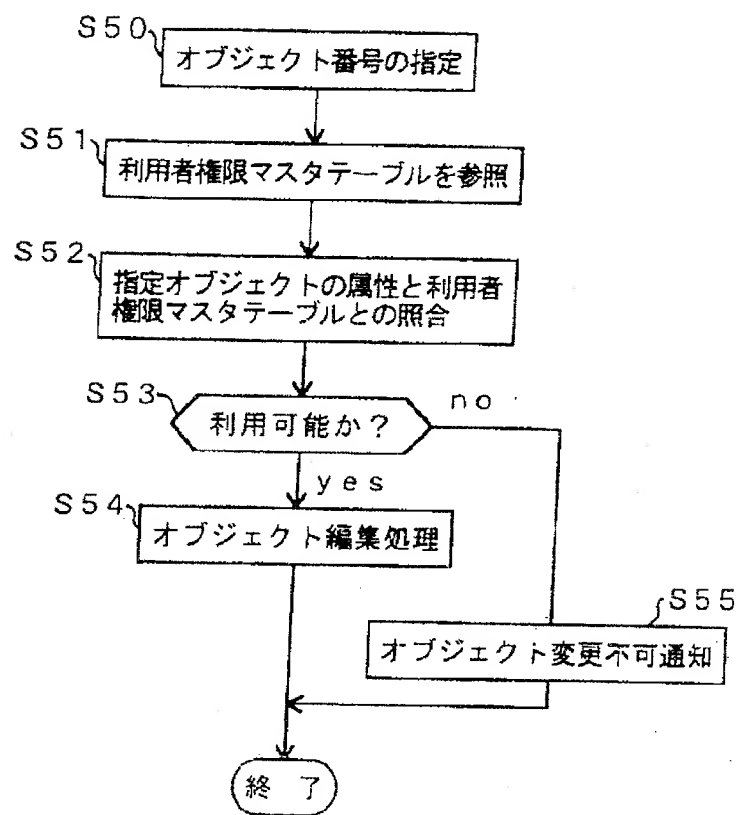 S50
オブジェクト番号の指定
S51
利用者権限マスタテーブルを参照
S52
指定オブジェクトの属性と利用者
権限マスタテーブルとの照合
S53
利用可能か?
no
yes
S54
オブジェクト編集処理
S55
オブジェクト変更不可通知
終 了